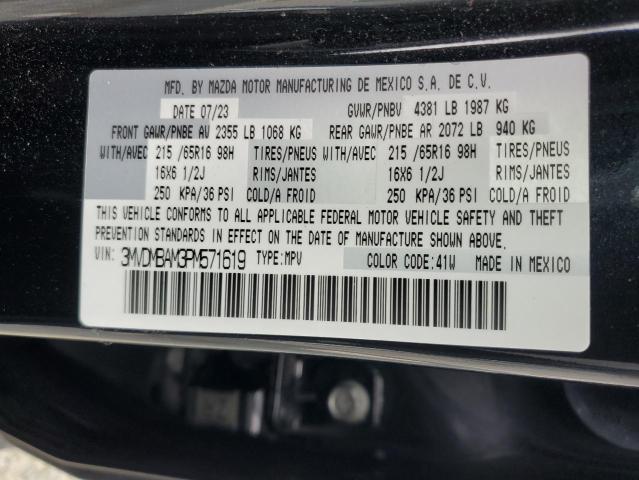 MFD. BY MAZDA MOTOR MANUFACTURING DE MEXICO S.A. DE C.V.
DATE 07/23 GVWR/PNBV 4381 LB 1987 KG
FRONT GAWR/PNBE AV 2355 LB 1068 KG REAR GAWR/PNBE AR 2072 LB 940 KG
WITH/AVEC 215 /65R16 98H TIRES/PNEUS WITH/AVEC 215 /65R16 98H TIRES/PNEUS
16X6 1/2J RIMS/JANTES 16X6 1/2J RIMS/JANTES
250 KPA/36 PSI COLD/A FROID 250 KPA/36 PSI COLD/A FROID
THIS VEHICLE CONFORMS TO ALL APPLICABLE FEDERAL MOTOR VEHICLE SAFETY AND THEFT
PREVENTION STANDARDS IN EFFECT ON THE DATE OF MANUFACTURE SHOWN ABOVE.
VIN: 3MVDMBAM3PM571619 TYPE:MPV COLOR CODE:41W MADE IN MEXICO